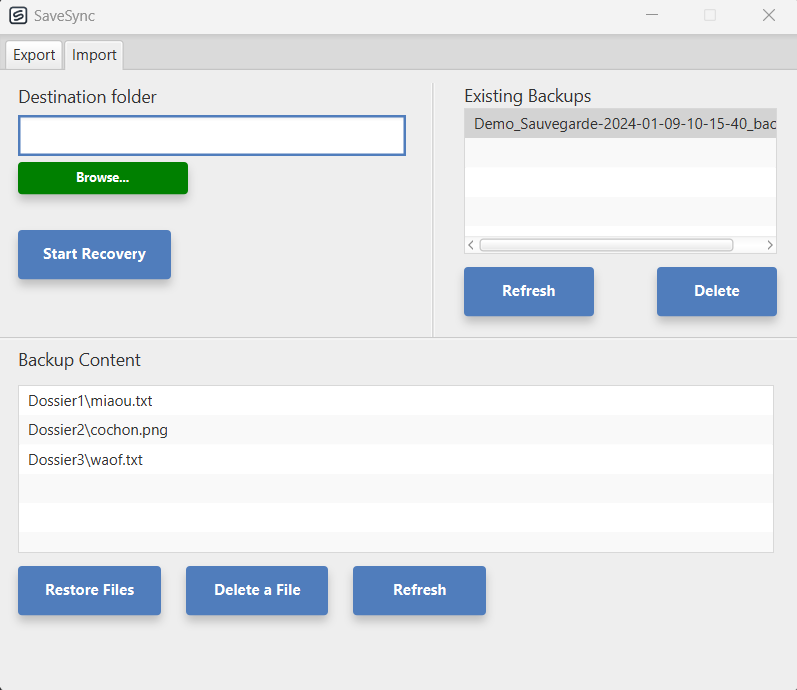 SaveSync
Export Import
Destination folder
Browse...
Start Recovery
Existing Backups
Demo_Sauvegarde-2024-01-09-10-15-40_bac
Refresh Delete
Backup Content
Dossier1\miaou.txt
Dossier2\cochon.png
Dossier3\waof.txt
Restore Files Delete a File Refresh